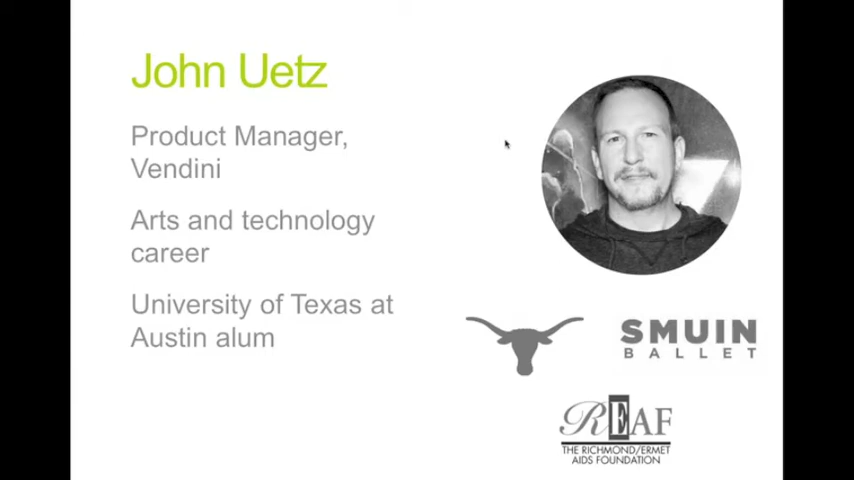 John Uetz
Product Manager,
Vendini
Arts and technology
career
University of Texas at
Austin alum
SMUIN
BALLET
REAF
THE RICHMOND/ERMET
AIDS FOUNDATION